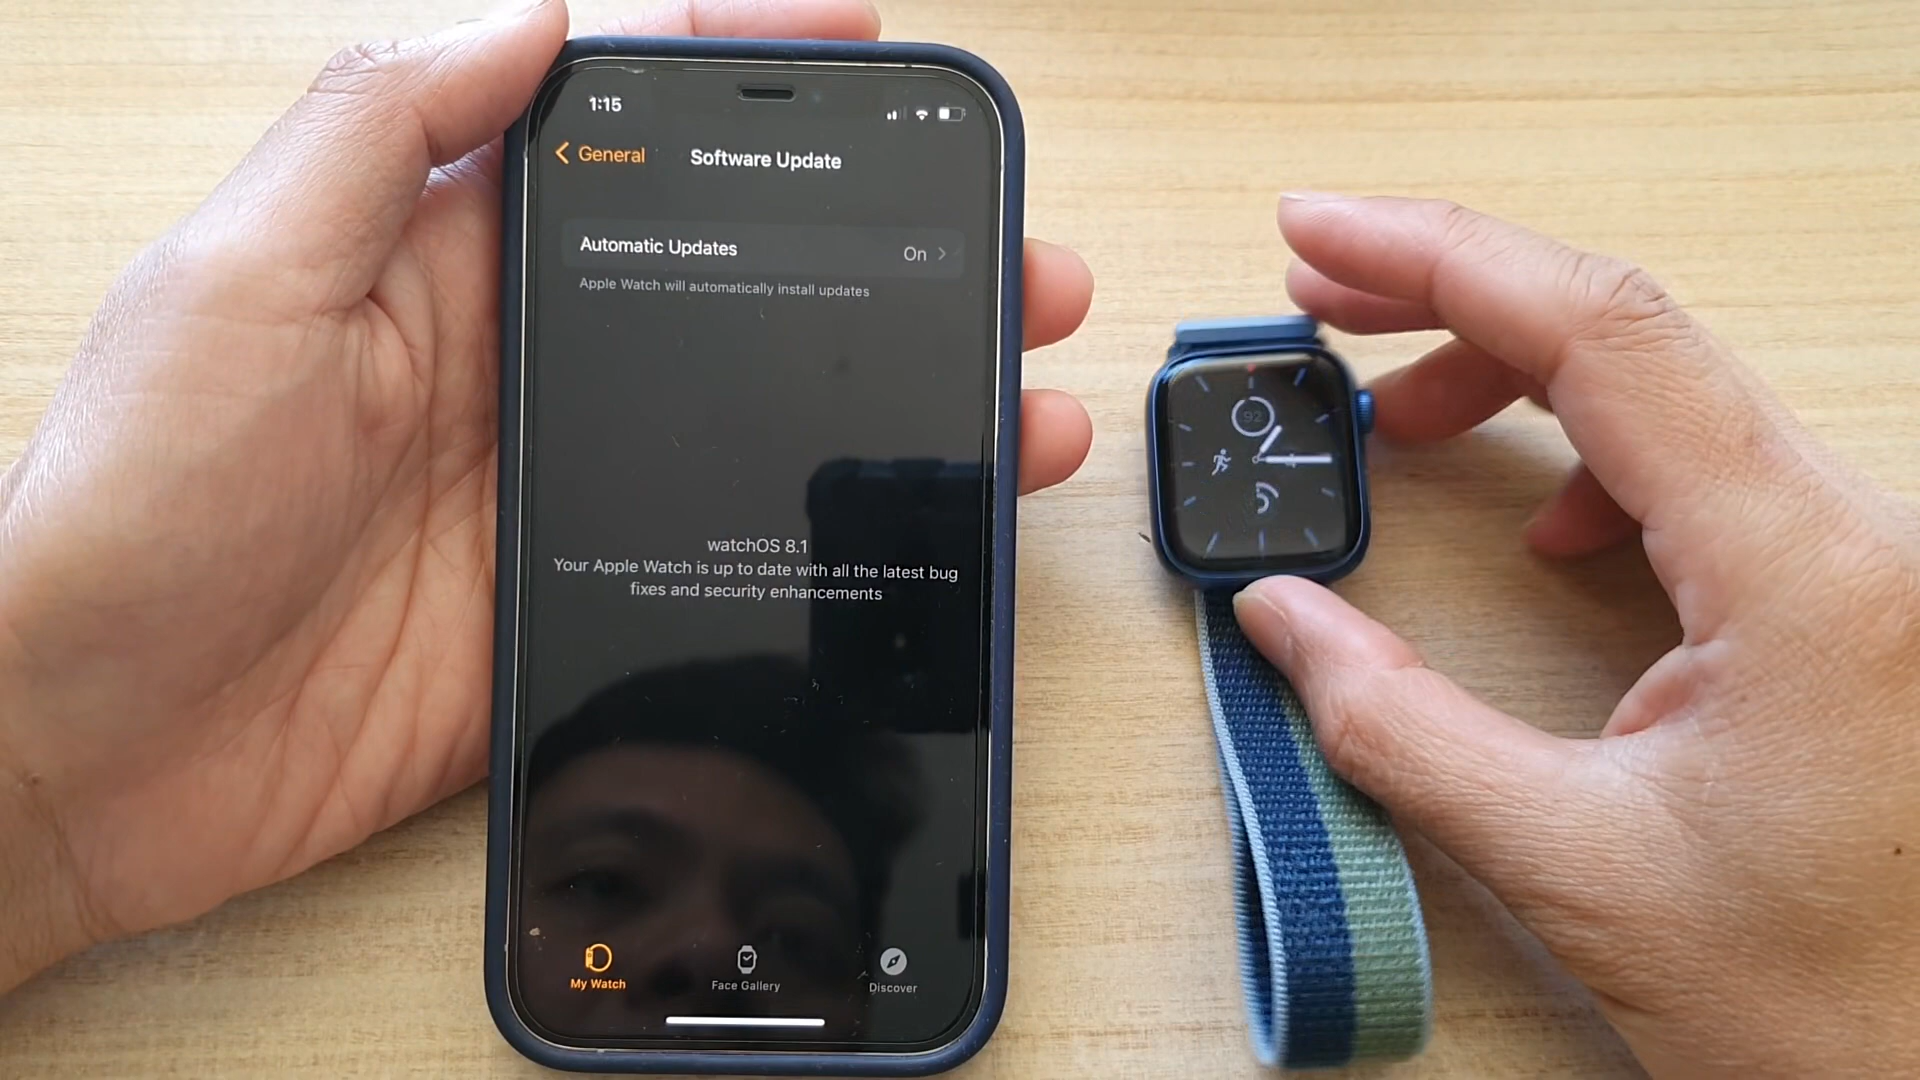 1:15
General
Software Update
Automatic Updates
On
Apple Watch will automatically install updates
watchOS 8.1
Your Apple Watch is up to date with all the latest bug
fixes and security enhancements
My Watch
Face Gallery
Discover
92